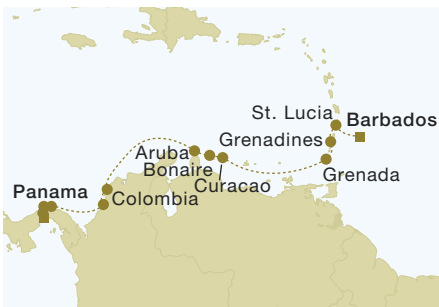 St. Lucia
Barbados
Grenadines
Aruba
Bonaire
Curacao
Grenada
Panama
Colombia